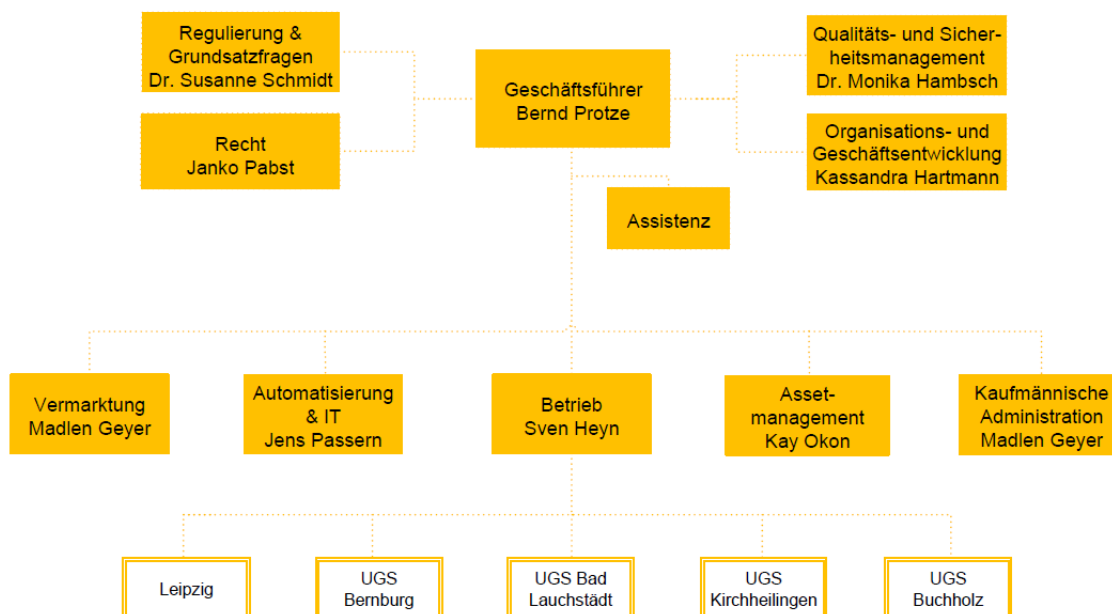 Regulierung &
Grundsatzfragen
Dr. Susanne Schmidt
Geschäftsführer
Bernd Protze
Qualitäts- und Sicher-
heitsmanagement
Dr. Monika Hambsch
Recht
Janko Pabst
Organisations- und
Geschäftsentwicklung
Kassandra Hartmann
Assistenz
Vermarktung
Madlen Geyer
Automatisierung
& IT
Jens Passern
Betrieb
Sven Heyn
Asset-
management
Kay Okon
Kaufmännische
Administration
Madlen Geyer
Leipzig
UGS
Bernburg
UGS Bad
Lauchstädt
UGS
Kirchheilingen
UGS
Buchholz